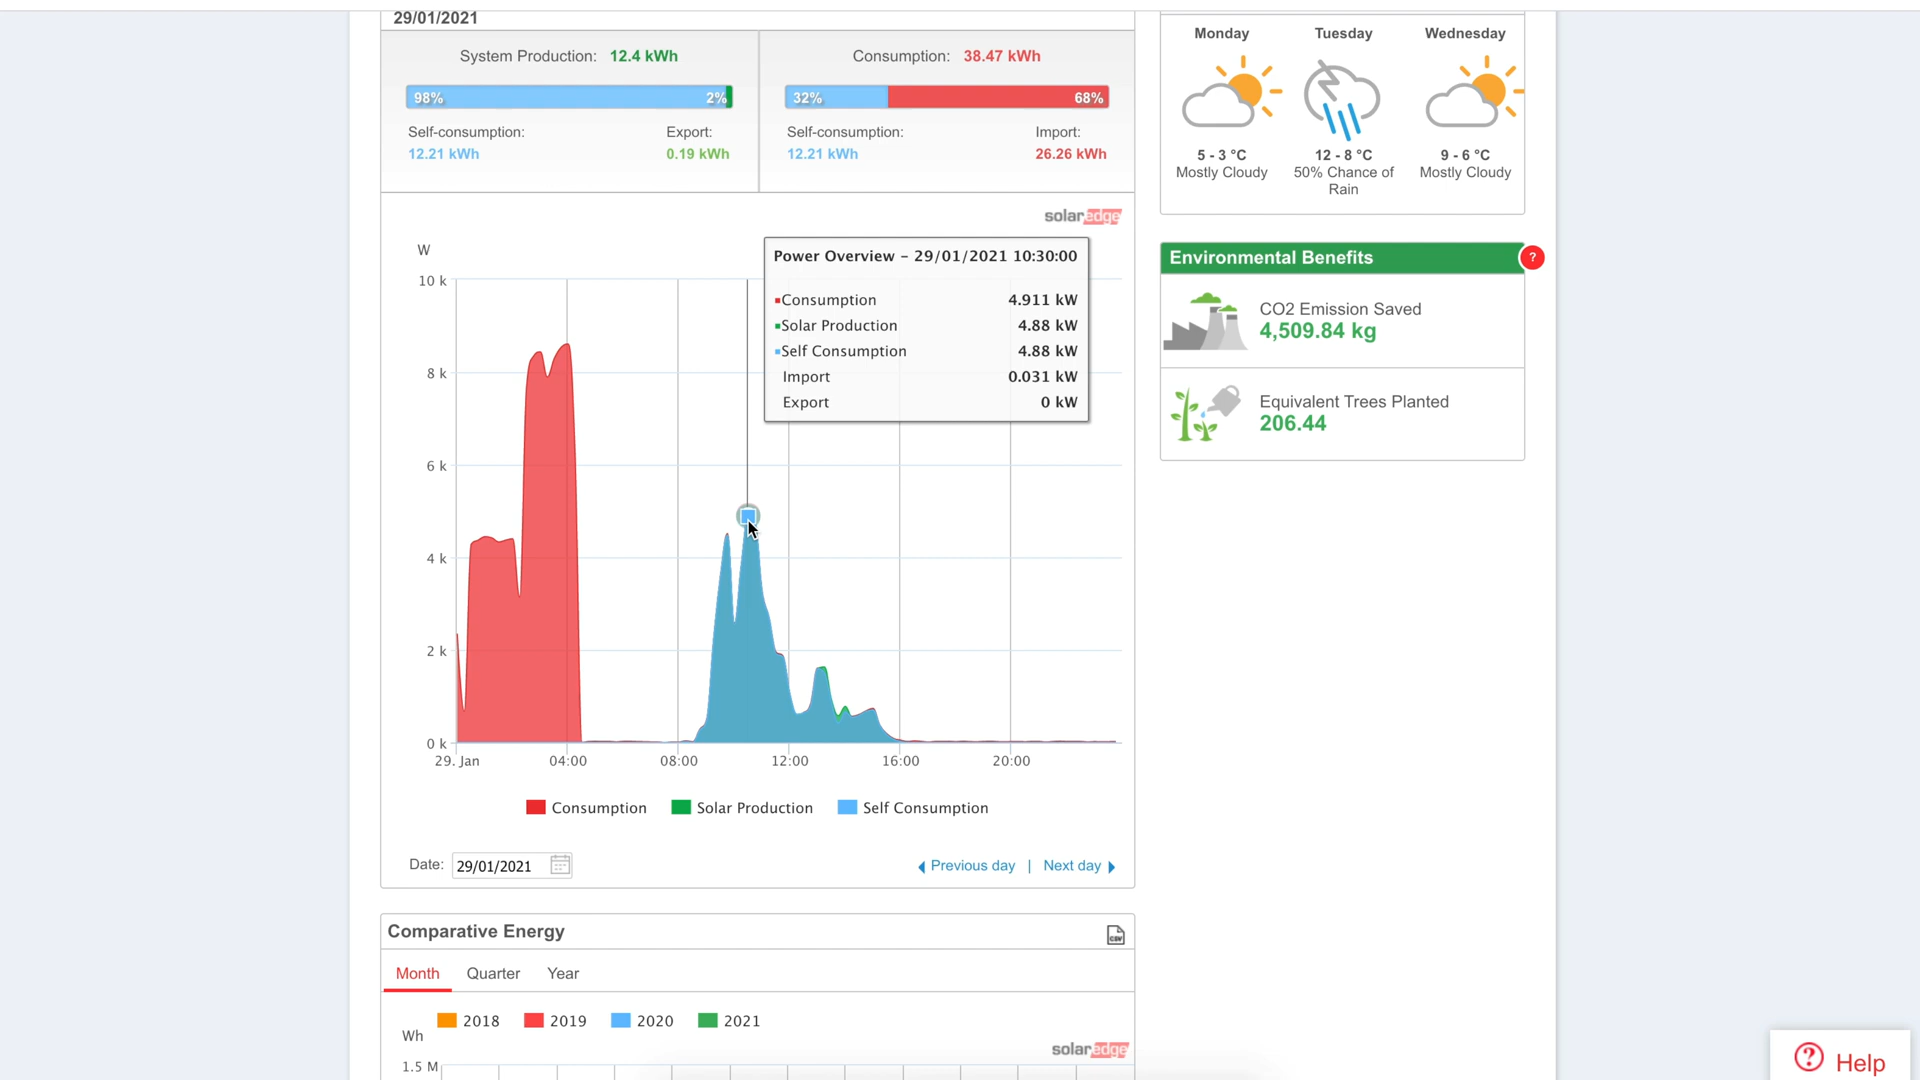 29/01/2021
System Production: 12.4 kWh
98% 2%
Self-consumption: Export:
12.21 kWh 0.19 kWh
Consumption: 38.47 kWh
32% 68%
Self-consumption: Import:
12.21 kWh 26.26 kWh
solaredge
W
Power Overview – 29/01/2021 10:30:00
Consumption 4.911 kW
Solar Production 4.88 kW
Self Consumption 4.88 kW
Import 0.031 kW
Export 0 kW
10 k
8 k
6 k
4 k
2 k
0 k
29. Jan 04:00 08:00 12:00 16:00 20:00
Consumption Solar Production Self Consumption
Date: 29/01/2021
Previous day | Next day
Comparative Energy
CSV
Month Quarter Year
2018 2019 2020 2021
Wh
solaredge
1.5 M
Monday Tuesday Wednesday
5 - 3 °C
Mostly Cloudy
12 - 8 °C
50% Chance of
Rain
9 - 6 °C
Mostly Cloudy
Environmental Benefits
?
CO2 Emission Saved
4,509.84 kg
Equivalent Trees Planted
206.44
? Help